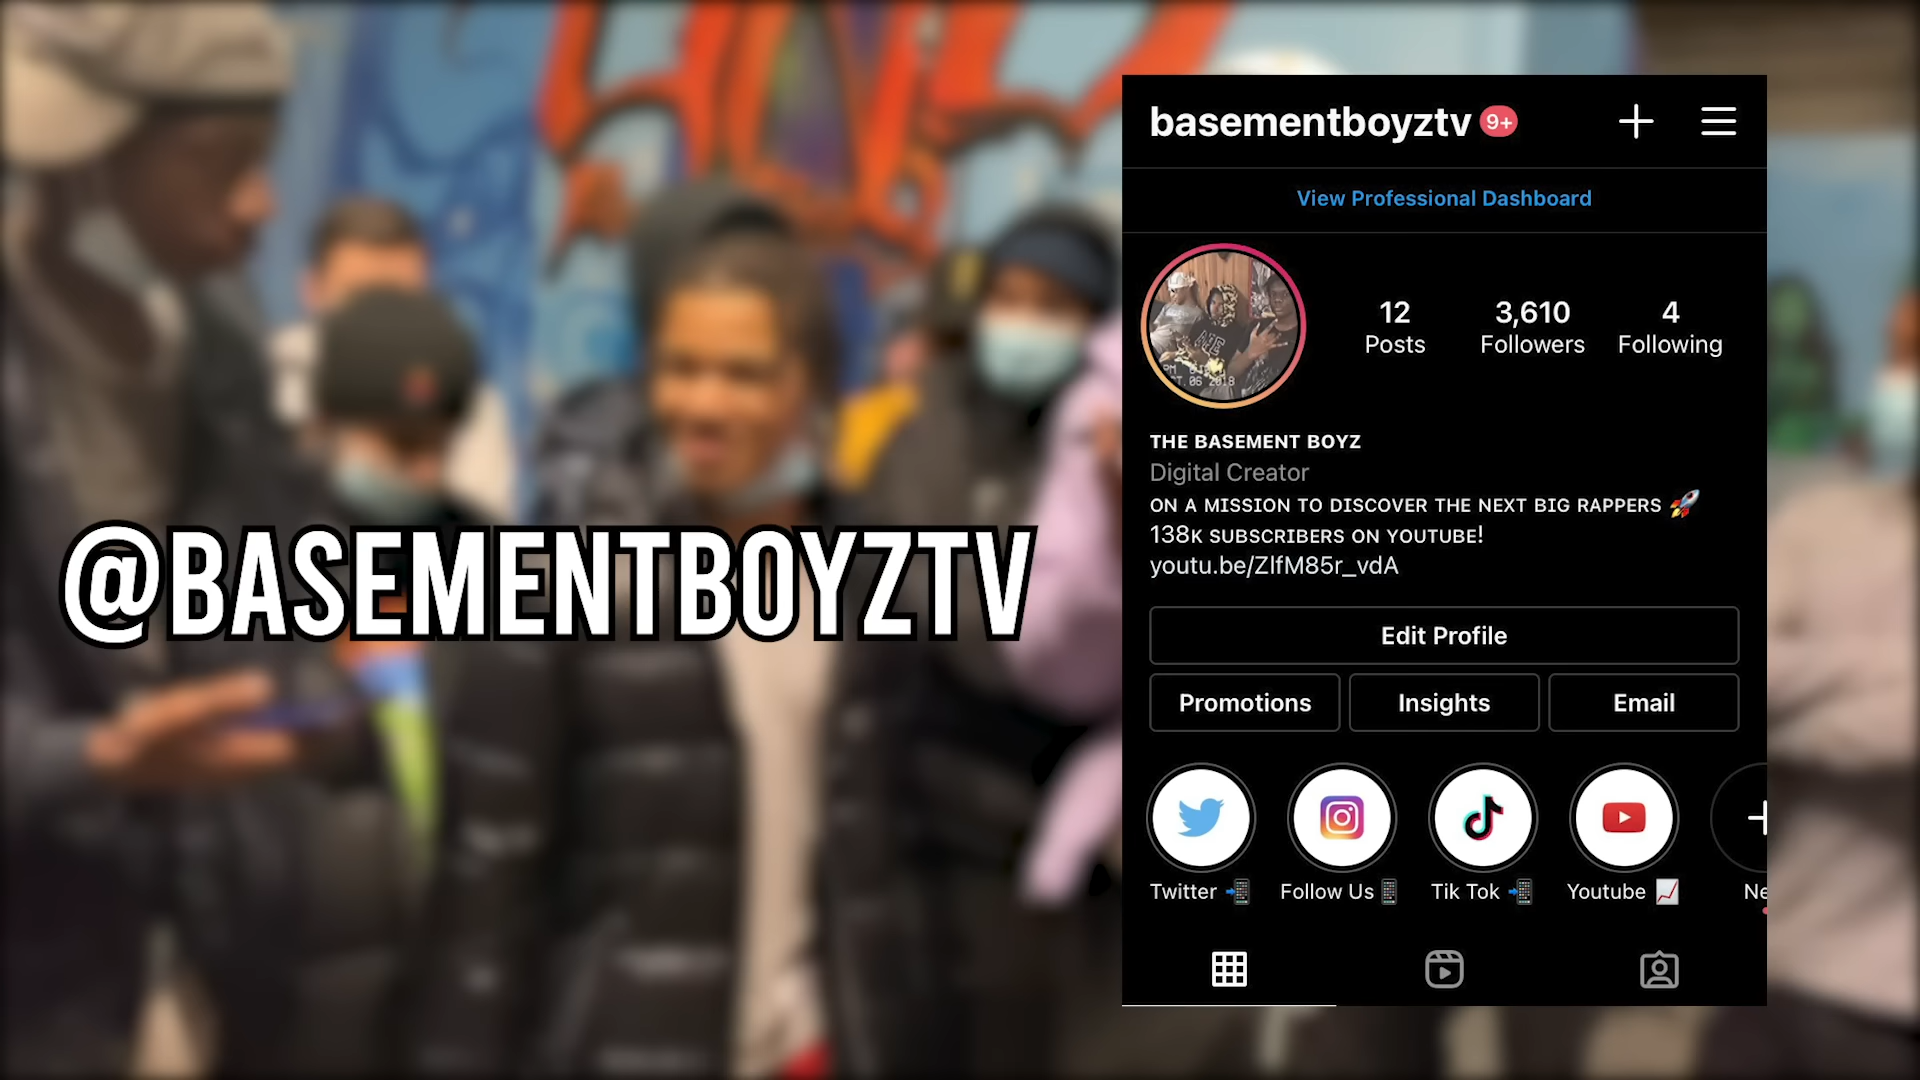 @BASEMENTBOYZTV
basementboyztv 9+
View Professional Dashboard
12
Posts
3,610
Followers
4
Following
THE BASEMENT BOYZ
Digital Creator
ON A MISSION TO DISCOVER THE NEXT BIG RAPPERS 🚀
138K SUBSCRIBERS ON YOUTUBE!
youtu.be/ZlfM85r_vdA
Edit Profile
Promotions
Insights
Email
Twitter 📲
Follow Us 📱
Tik Tok 📲
Youtube 📈
Ne